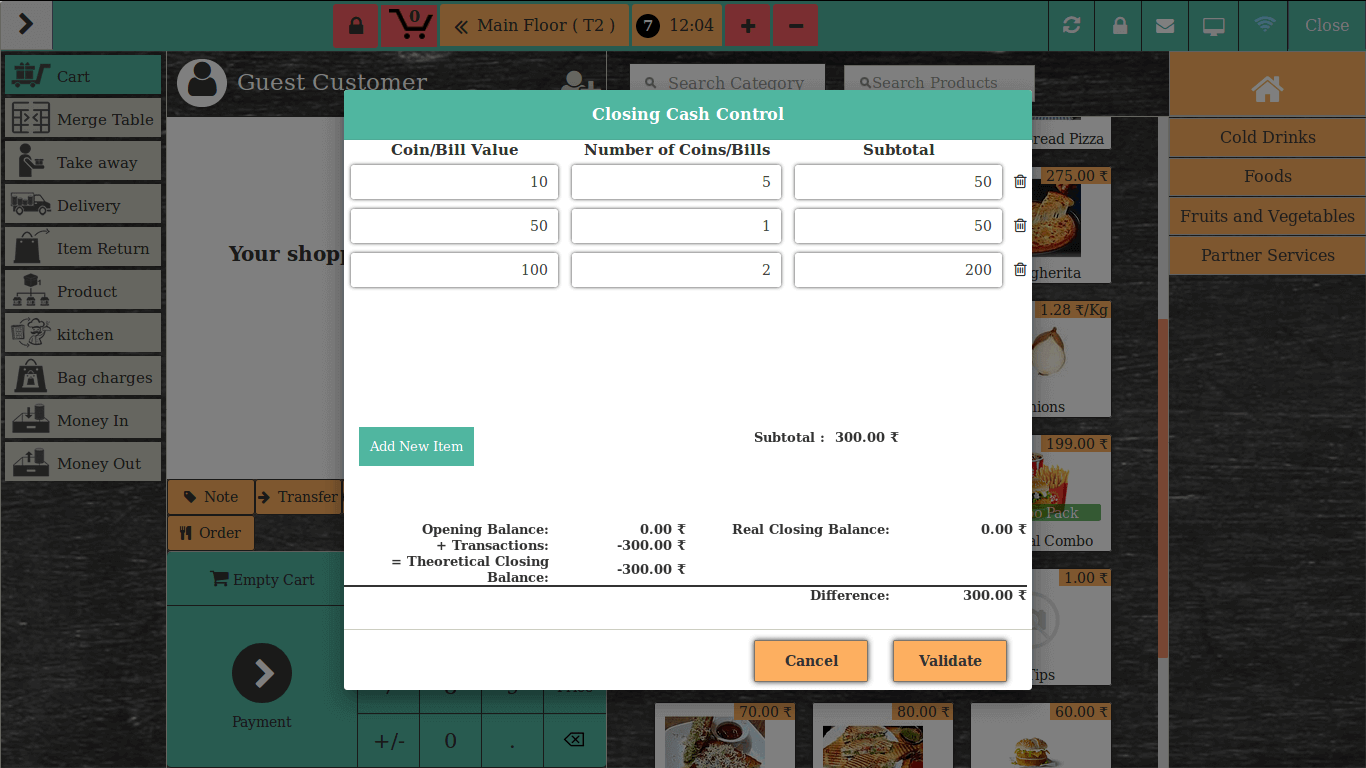 0
Main Floor ( T2 )
7 12:04
Close
Cart
Merge Table
Take away
Delivery
Item Return
Product
kitchen
Bag charges
Money In
Money Out
Guest Customer
Search Category
Search Products
Your shopp
Note
Transfer
Order
Empty Cart
Payment
+/-
0
.
Closing Cash Control
Coin/Bill Value Number of Coins/Bills Subtotal
10 5 50
50 1 50
100 2 200
Add New Item
Subtotal : 300.00 ₹
Opening Balance: 0.00 ₹ Real Closing Balance: 0.00 ₹
+ Transactions: -300.00 ₹
= Theoretical Closing
Balance: -300.00 ₹
Difference: 300.00 ₹
Cancel
Validate
read Pizza
275.00 ₹
gherita
1.28 ₹/Kg
nions
199.00 ₹
o Pack
al Combo
1.00 ₹
Tips
70.00 ₹
80.00 ₹
60.00 ₹
Cold Drinks
Foods
Fruits and Vegetables
Partner Services